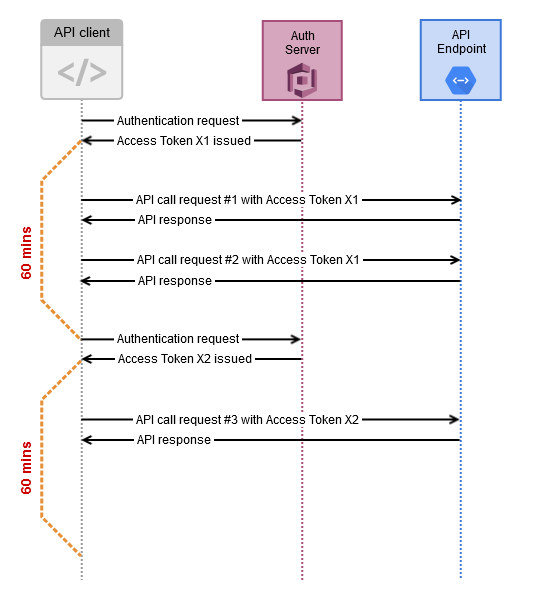 API client
Auth
Server
API
Endpoint
</>
<··>
Authentication request
Access Token X1 issued
API call request #1 with Access Token X1
API response
60 mins
API call request #2 with Access Token X1
API response
Authentication request
Access Token X2 issued
API call request #3 with Access Token X2
API response
60 mins